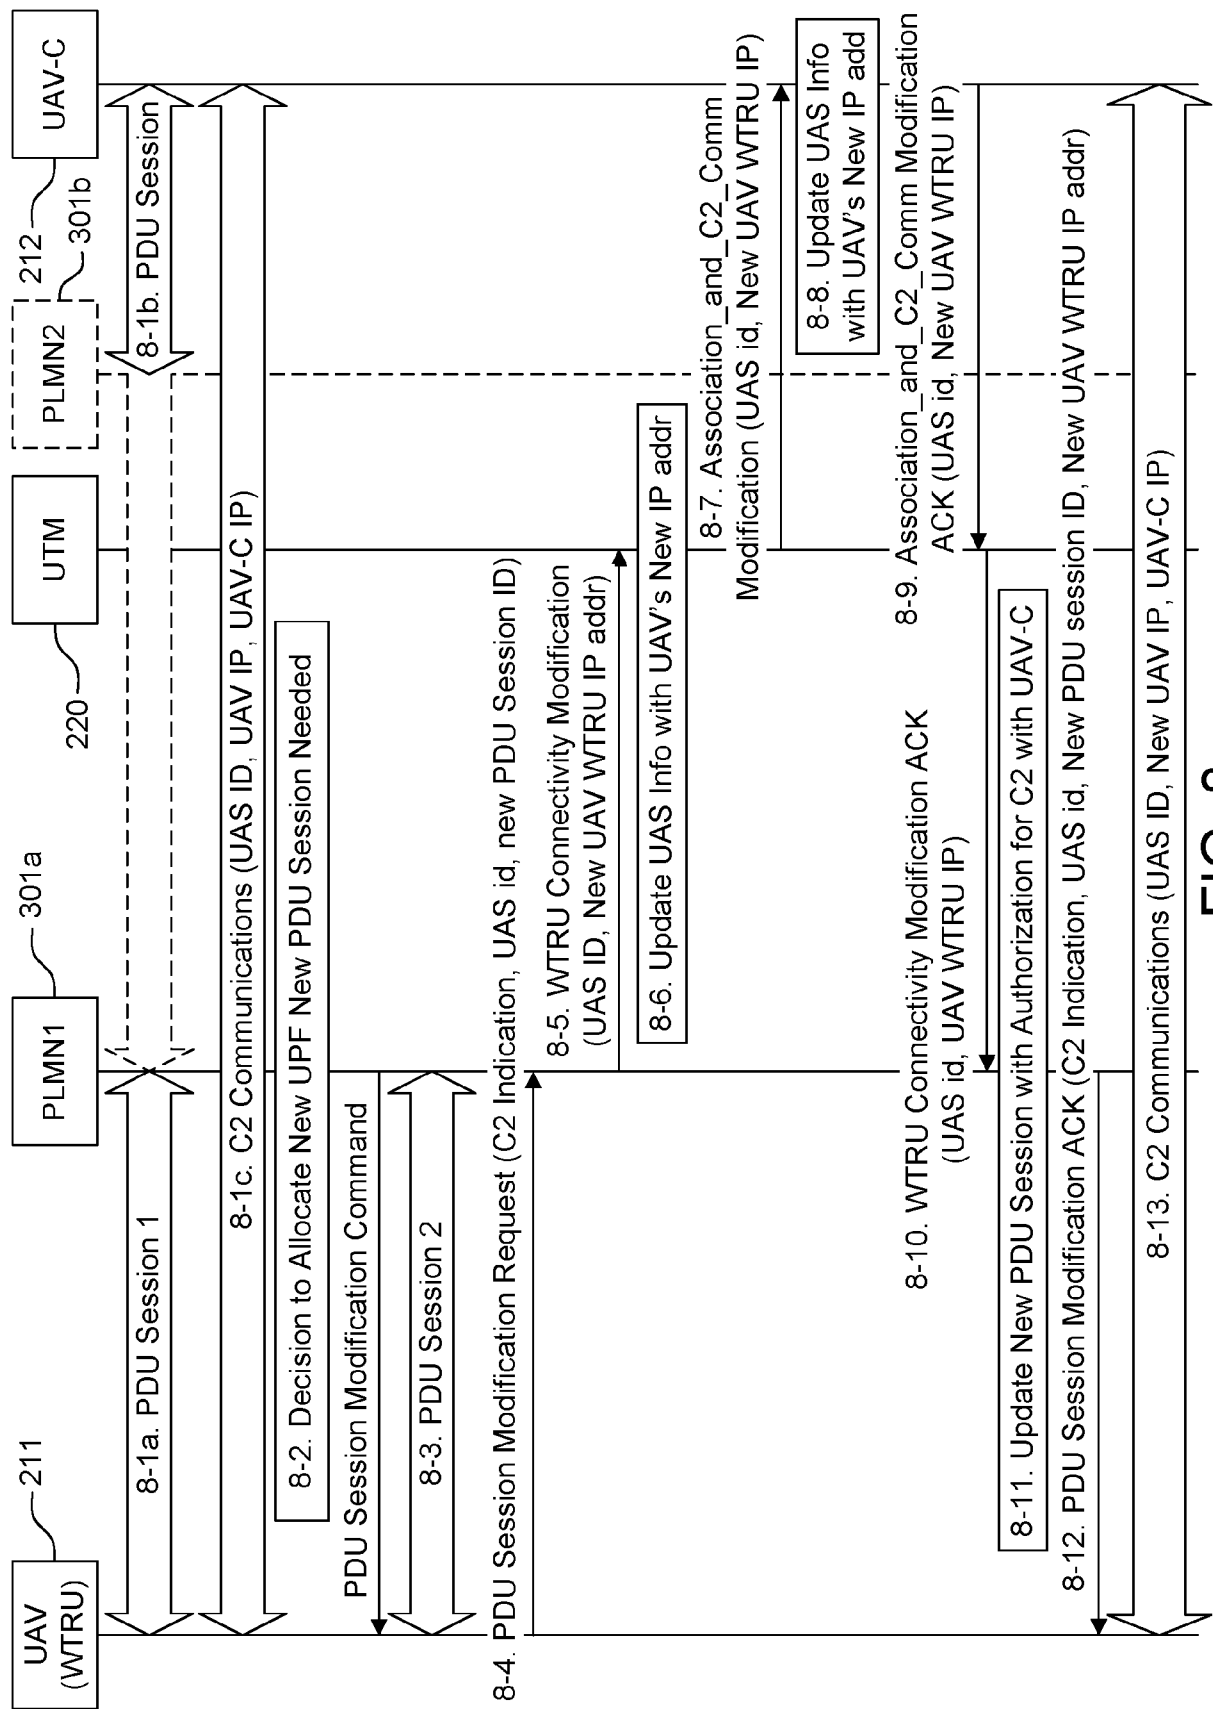 UAV
(WTRU)
211
PLMN1
301a
UTM
220
PLMN2
301b
UAV-C
212
8-1a. PDU Session 1
8-1b. PDU Session
8-1c. C2 Communications (UAS ID, UAV IP, UAV-C IP)
8-2. Decision to Allocate New UPF New PDU Session Needed
PDU Session Modification Command
8-3. PDU Session 2
8-4. PDU Session Modification Request (C2 Indication, UAS id, new PDU Session ID)
8-5. WTRU Connectivity Modification
(UAS ID, New UAV WTRU IP addr)
8-6. Update UAS Info with UAV's New IP addr
8-7. Association_and_C2_Comm
Modification (UAS id, New UAV WTRU IP)
8-8. Update UAS Info
with UAV's New IP add
8-9. Association_and_C2_Comm Modification
ACK (UAS id, New UAV WTRU IP)
8-10. WTRU Connectivity Modification ACK
(UAS id, UAV WTRU IP)
8-11. Update New PDU Session with Authorization for C2 with UAV-C
8-12. PDU Session Modification ACK (C2 Indication, UAS id, New PDU session ID, New UAV WTRU IP addr)
8-13. C2 Communications (UAS ID, New UAV IP, UAV-C IP)
FIG.